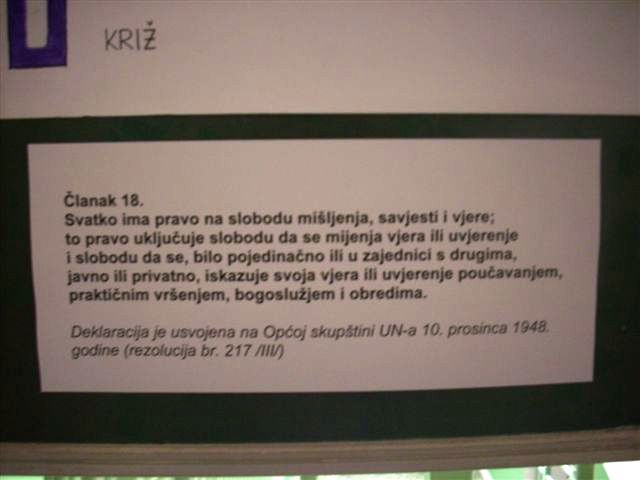 KRIŽ
Članak 18.
Svatko ima pravo na slobodu mišljenja, savjesti i vjere;
to pravo uključuje slobodu da se mijenja vjera ili uvjerenje
i slobodu da se, bilo pojedinačno ili u zajednici s drugima,
javno ili privatno, iskazuje svoja vjera ili uvjerenje poučavanjem,
praktičnim vršenjem, bogoslužjem i obredima.
Deklaracija je usvojena na Općoj skupštini UN-a 10. prosinca 1948.
godine (rezolucija br. 217 /III/)